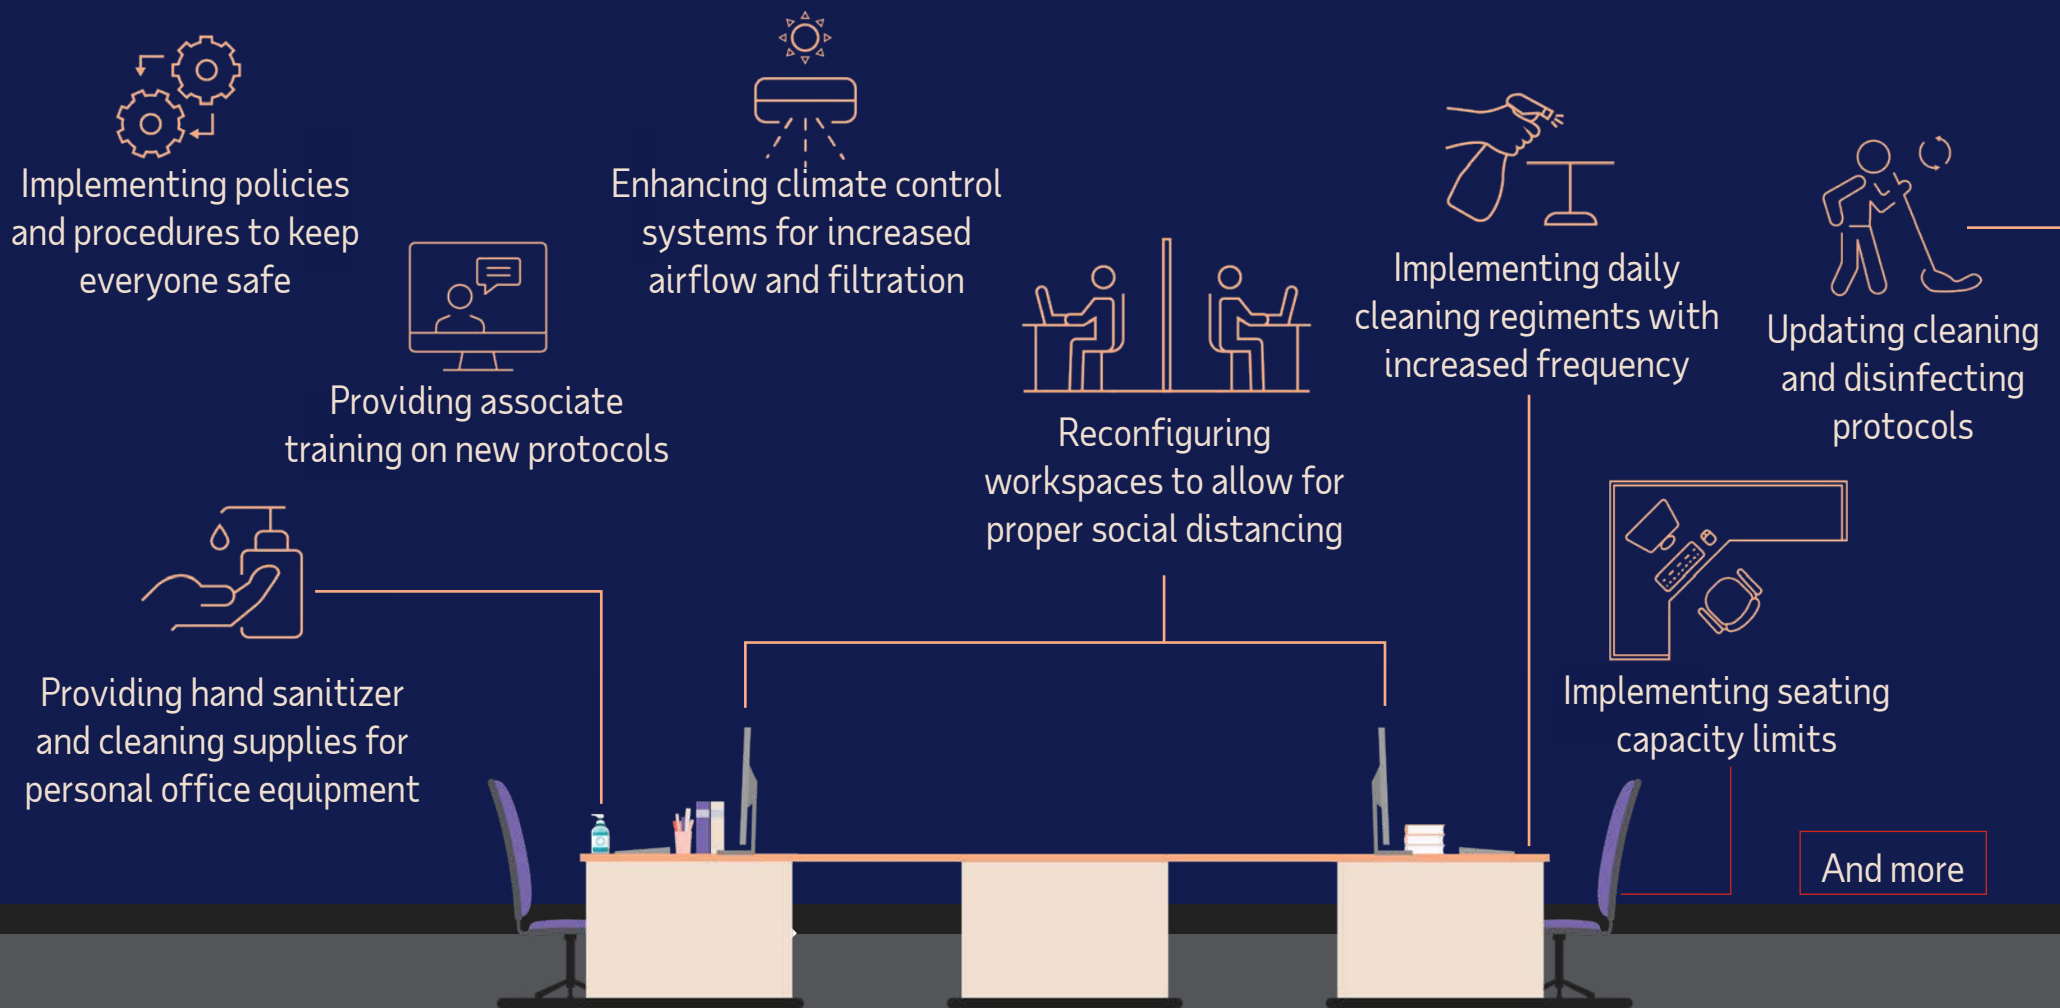 Implementing policies
and procedures to keep
everyone safe
Providing associate
training on new protocols
Providing hand sanitizer
and cleaning supplies for
personal office equipment
Enhancing climate control
systems for increased
airflow and filtration
Reconfiguring
workspaces to allow for
proper social distancing
Implementing daily
cleaning regiments with
increased frequency
Updating cleaning
and disinfecting
protocols
Implementing seating
capacity limits
And more